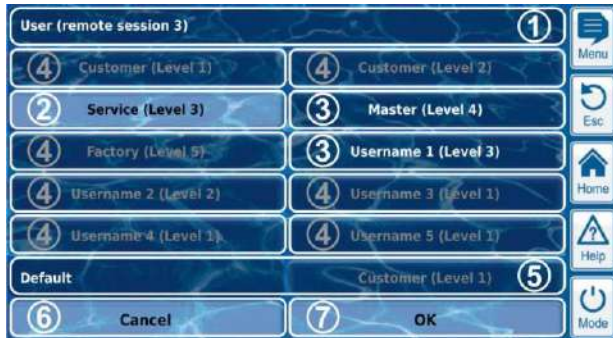 User (remote session 3) 1
Menu
4 Customer (Level 1) 4 Customer (Level 2)
2 Service (Level 3) 3 Master (Level 4)
Esc
4 Factory (Level 5) 3 Username 1 (Level 3)
Home
4 Username 2 (Level 2) 4 Username 3 (Level 1)
4 Username 4 (Level 1) 4 Username 5 (Level 1)
?
Help
Default Customer (Level 1) 5
6 Cancel 7 OK
Mode